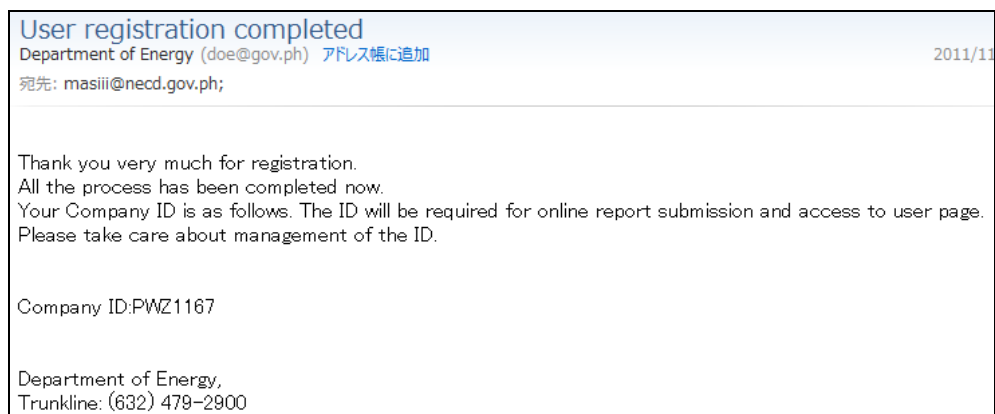 User registration completed
Department of Energy (doe@gov.ph) アドレス帳に追加 2011/11
宛先: masiii@necd.gov.ph;
Thank you very much for registration.
All the process has been completed now.
Your Company ID is as follows. The ID will be required for online report submission and access to user page.
Please take care about management of the ID.
Company ID:PWZ1167
Department of Energy,
Trunkline: (632) 479-2900